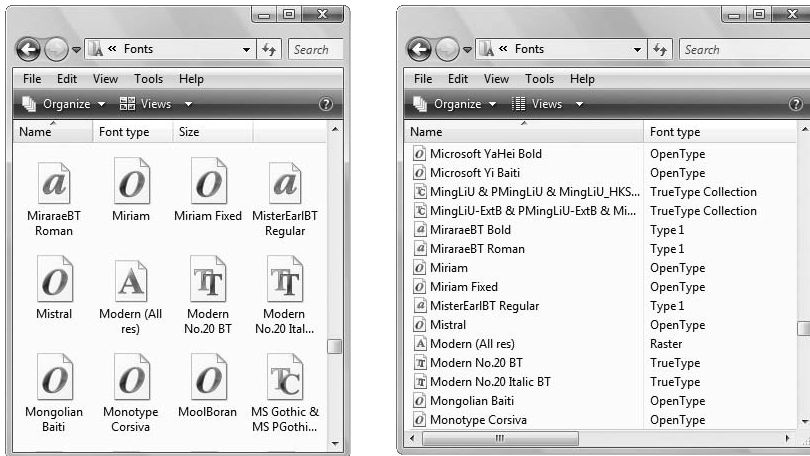 « Fonts Search
File Edit View Tools Help
Organize Views
Name Font type Size
MiraraeBT Roman
Miriam
Miriam Fixed
MisterEarlBT Regular
Mistral
Modern (All res)
Modern No.20 BT
Modern No.20 Ital...
Mongolian Baiti
Monotype Corsiva
MoolBoran
MS Gothic & MS PGothi...
« Fonts Search
File Edit View Tools Help
Organize Views
Name Font type
Microsoft YaHei Bold OpenType
Microsoft Yi Baiti OpenType
MingLiU & PMingLiU & MingLiU_HKS... TrueType Collection
MingLiU-ExtB & PMingLiU-ExtB & Mi... TrueType Collection
MiraraeBT Bold Type 1
MiraraeBT Roman Type 1
Miriam OpenType
Miriam Fixed OpenType
MisterEarlBT Regular Type 1
Mistral OpenType
Modern (All res) Raster
Modern No.20 BT TrueType
Modern No.20 Italic BT TrueType
Mongolian Baiti OpenType
Monotype Corsiva OpenType